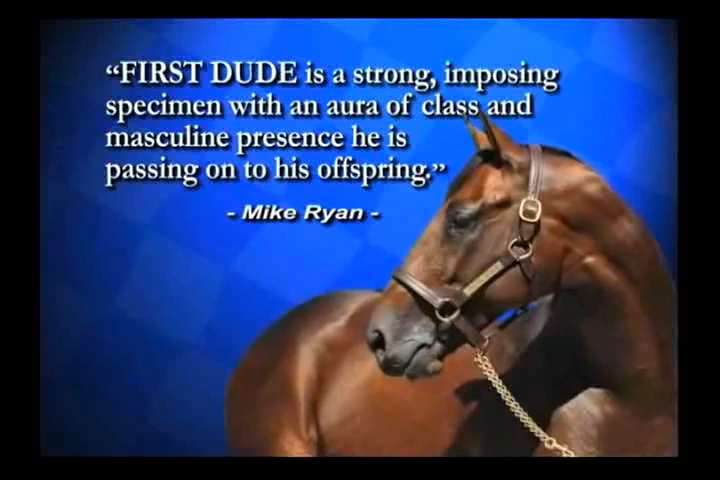 “FIRST DUDE is a strong, imposing
specimen with an aura of class and
masculine presence he is
passing on to his offspring.”
- Mike Ryan -